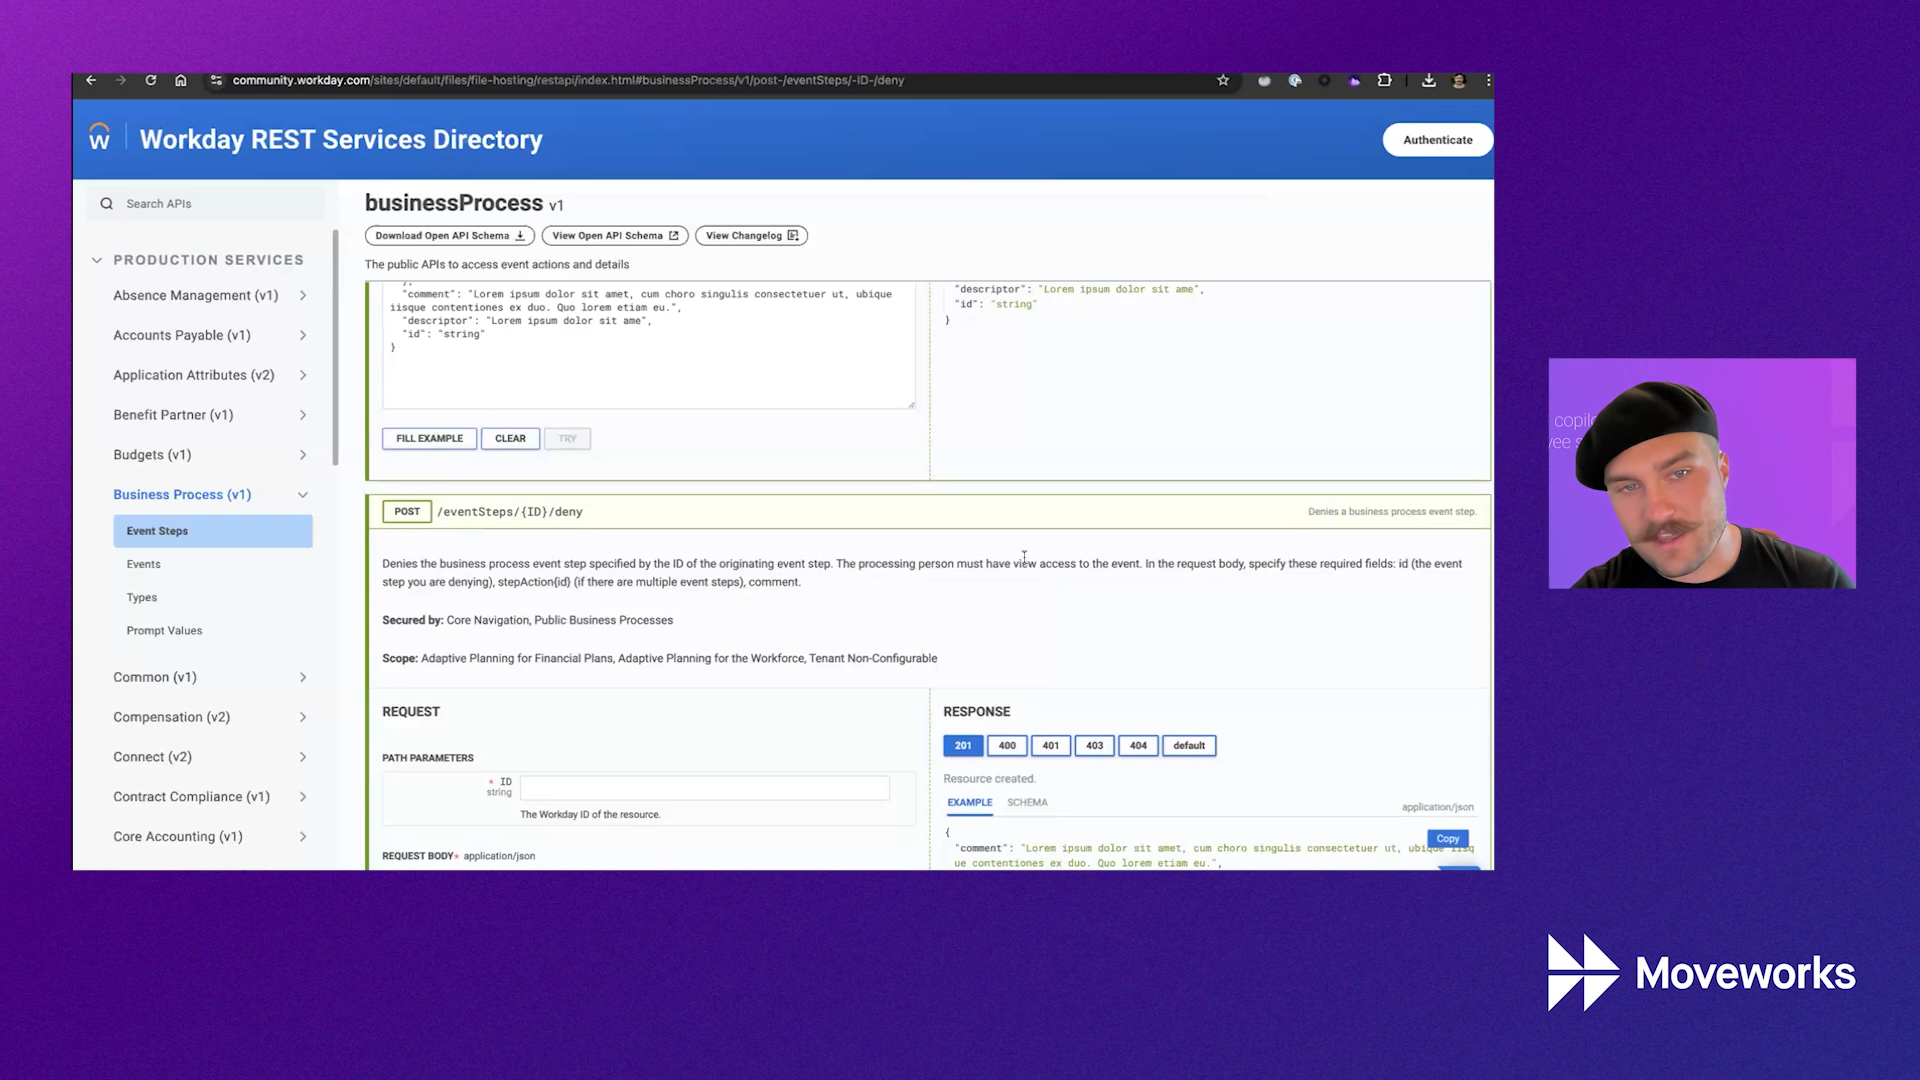 community.workday.com/sites/default/files/file-hosting/restapi/index.html#businessProcess/v1/post-/eventSteps/-ID-/deny
Workday REST Services Directory
Authenticate
Search APIs
PRODUCTION SERVICES
Absence Management (v1)
Accounts Payable (v1)
Application Attributes (v2)
Benefit Partner (v1)
Budgets (v1)
Business Process (v1)
Event Steps
Events
Types
Prompt Values
Common (v1)
Compensation (v2)
Connect (v2)
Contract Compliance (v1)
Core Accounting (v1)
businessProcess v1
Download Open API Schema
View Open API Schema
View Changelog
The public APIs to access event actions and details
"comment": "Lorem ipsum dolor sit amet, cum choro singulis consectetuer ut, ubique
iisque contentiones ex duo. Quo lorem etiam eu.",
"descriptor": "Lorem ipsum dolor sit ame",
"id": "string"
}
"descriptor": "Lorem ipsum dolor sit ame",
"id": "string"
}
FILL EXAMPLE CLEAR TRY
POST /eventSteps/{ID}/deny Denies a business process event step.
Denies the business process event step specified by the ID of the originating event step. The processing person must have view access to the event. In the request body, specify these required fields: id (the event
step you are denying), stepAction{id} (if there are multiple event steps), comment.
Secured by: Core Navigation, Public Business Processes
Scope: Adaptive Planning for Financial Plans, Adaptive Planning for the Workforce, Tenant Non-Configurable
REQUEST
PATH PARAMETERS
* ID
string
The Workday ID of the resource.
REQUEST BODY* application/json
RESPONSE
201 400 401 403 404 default
Resource created.
EXAMPLE SCHEMA
application/json
Copy
{
"comment": "Lorem ipsum dolor sit amet, cum choro singulis consectetuer ut,
ue contentiones ex duo. Quo lorem etiam eu.",
copil
Moveworks